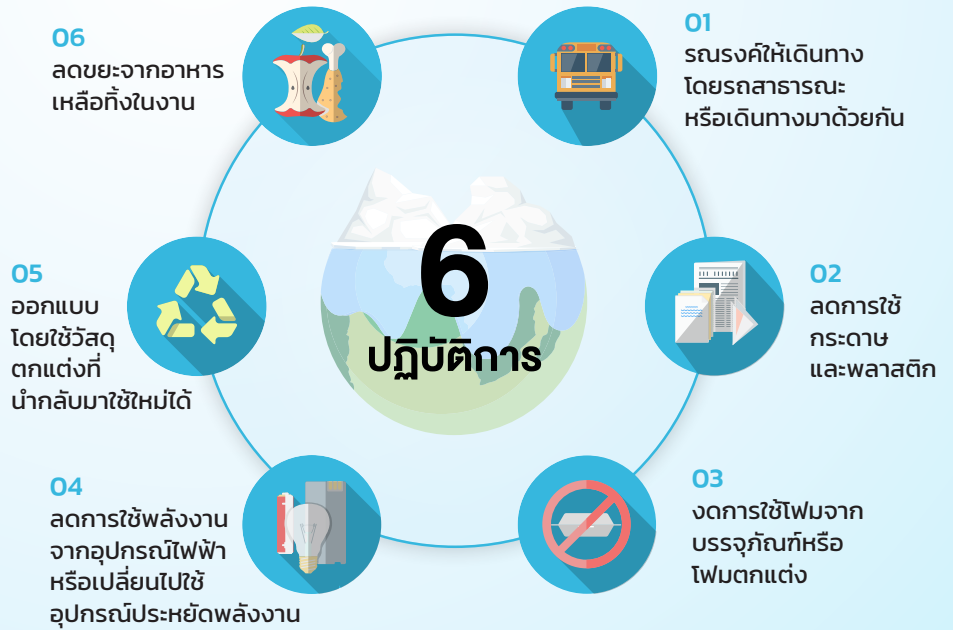 6
ปฏิบัติการ
01
รณรงค์ให้เดินทาง
โดยรถสาธารณะ
หรือเดินทางมาด้วยกัน
02
ลดการใช้
กระดาษ
และพลาสติก
03
งดการใช้โฟมจาก
บรรจุภัณฑ์หรือ
โฟมตกแต่ง
04
ลดการใช้พลังงาน
จากอุปกรณ์ไฟฟ้า
หรือเปลี่ยนไปใช้
อุปกรณ์ประหยัดพลังงาน
05
ออกแบบ
โดยใช้วัสดุ
ตกแต่งที่
นำกลับมาใช้ใหม่ได้
06
ลดขยะจากอาหาร
เหลือทิ้งในงาน